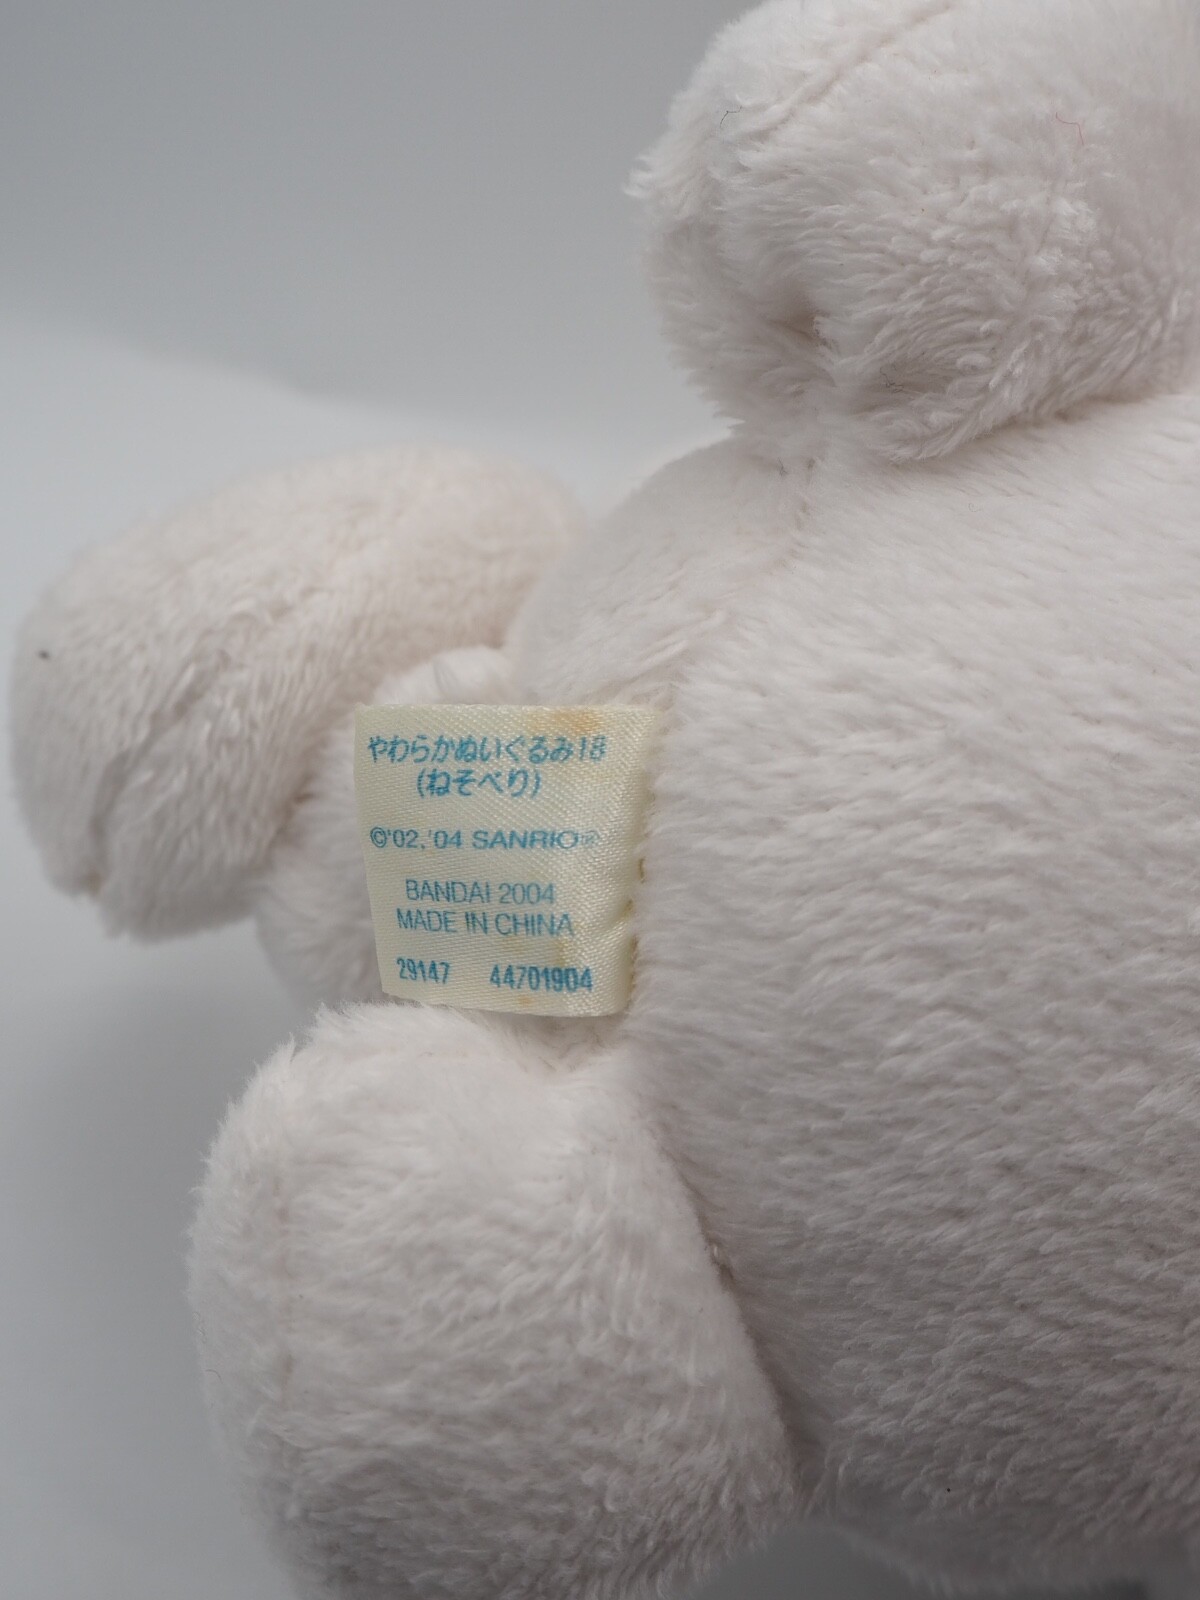 やわらかぬいぐるみ18
(ねそべり)
©'02,'04 SANRIO®
BANDAI 2004
MADE IN CHINA
29147 44701904